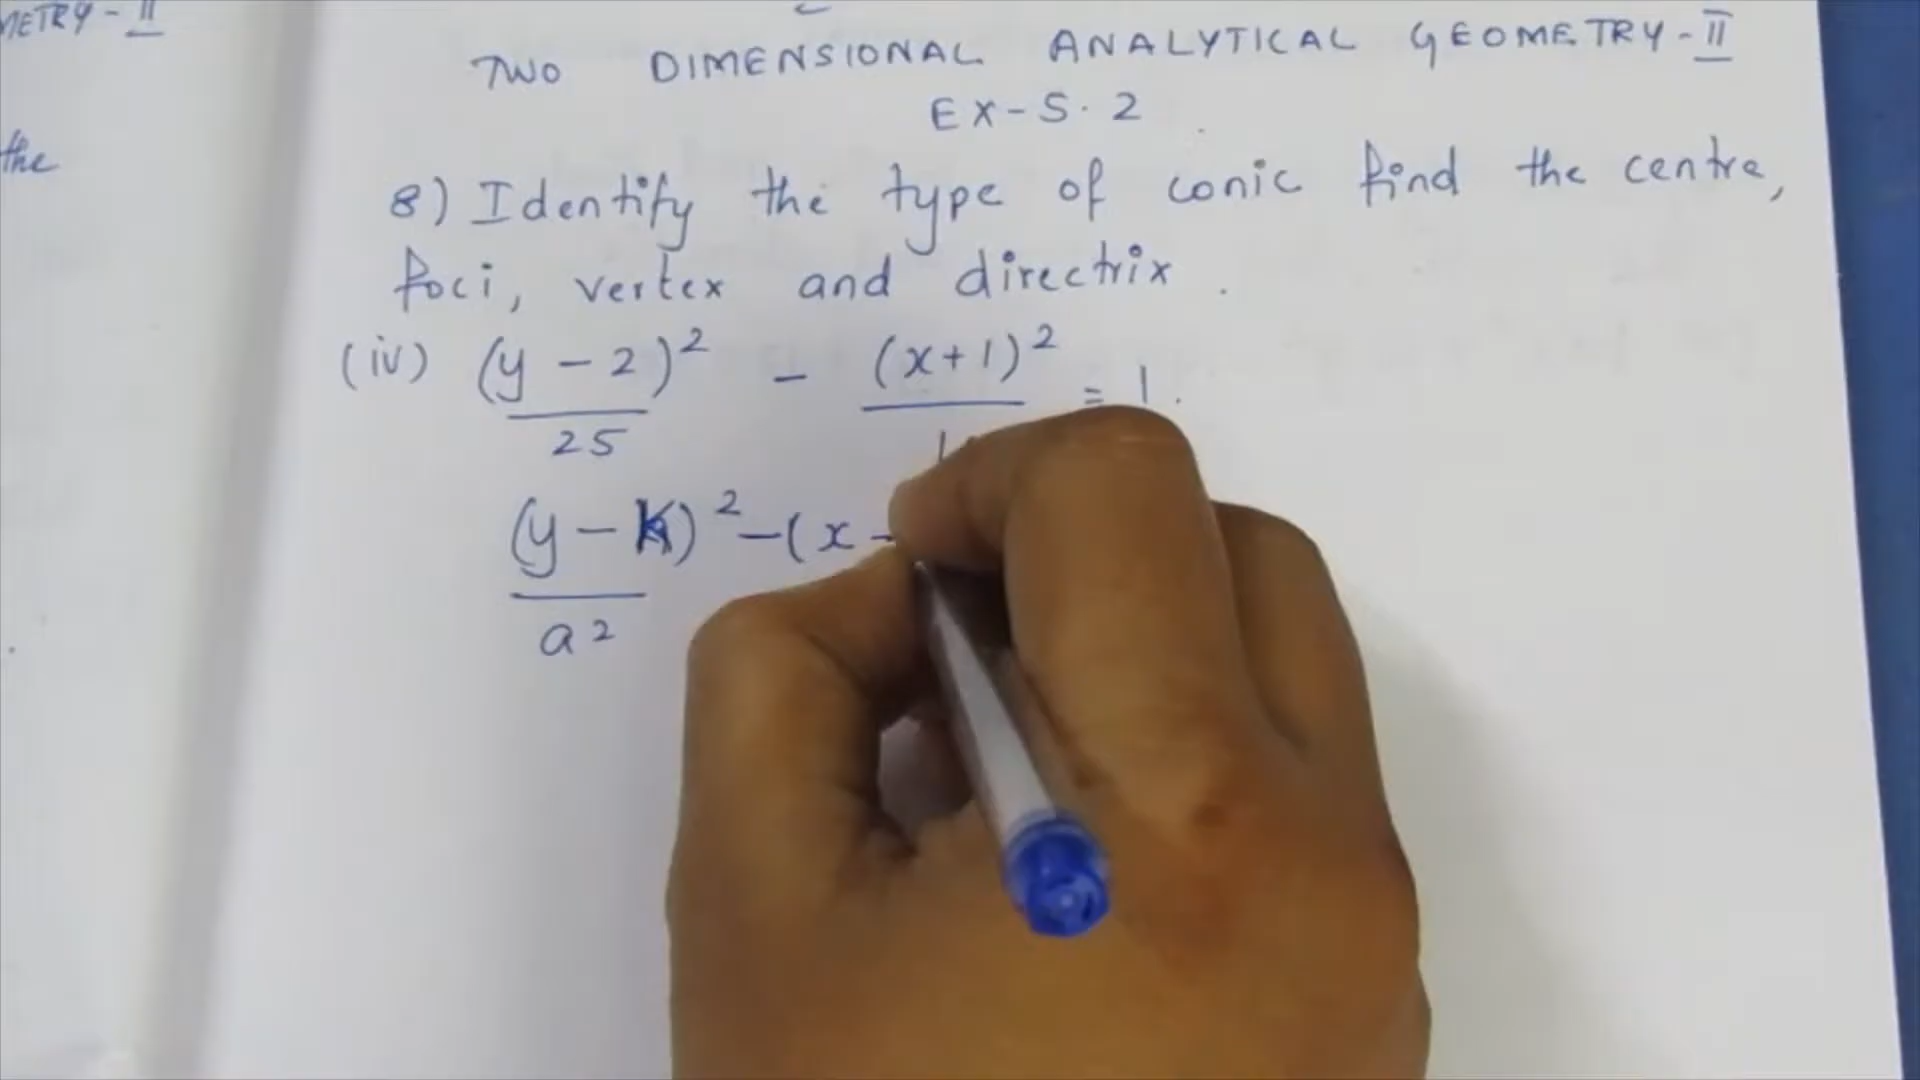 METRY - II
the
TWO DIMENSIONAL ANALYTICAL GEOMETRY - II
EX - 5.2
8) Identify the type of conic find the centre,
foci, vertex and directrix.
(iv) (y - 2)² - (x+1)² = 1.
25
(y - k)² - (x -
a²